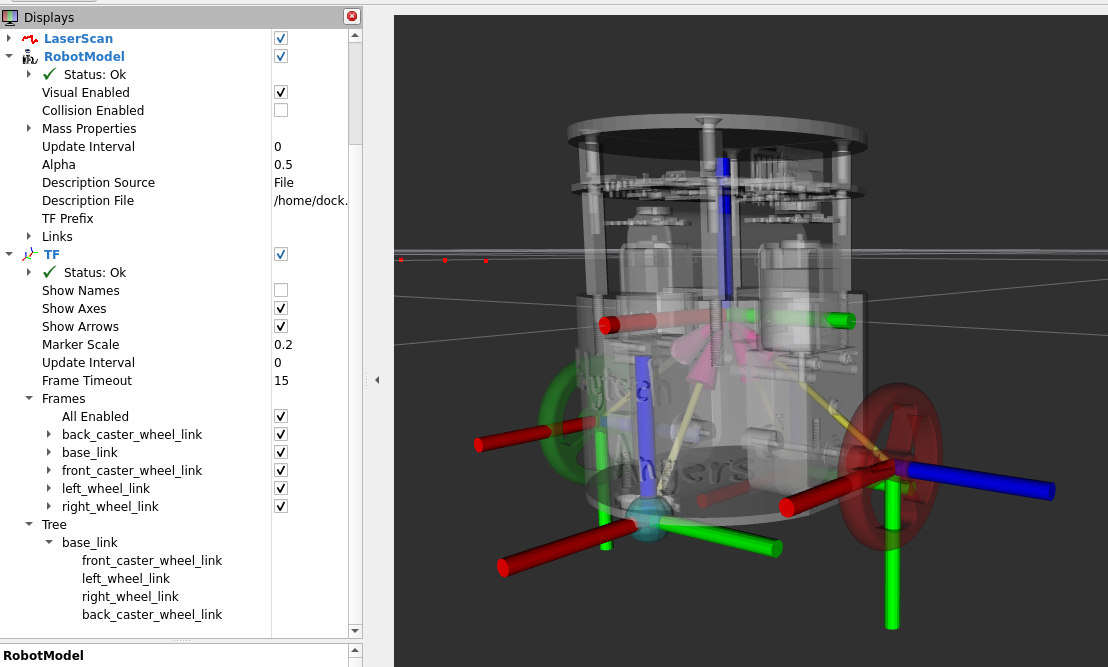 Displays
LaserScan
RobotModel
Status: Ok
Visual Enabled
Collision Enabled
Mass Properties
Update Interval 0
Alpha 0.5
Description Source File
Description File /home/dock.
TF Prefix
Links
TF
Status: Ok
Show Names
Show Axes
Show Arrows
Marker Scale 0.2
Update Interval 0
Frame Timeout 15
Frames
All Enabled
back_caster_wheel_link
base_link
front_caster_wheel_link
left_wheel_link
right_wheel_link
Tree
base_link
front_caster_wheel_link
left_wheel_link
right_wheel_link
back_caster_wheel_link
RobotModel
Angers